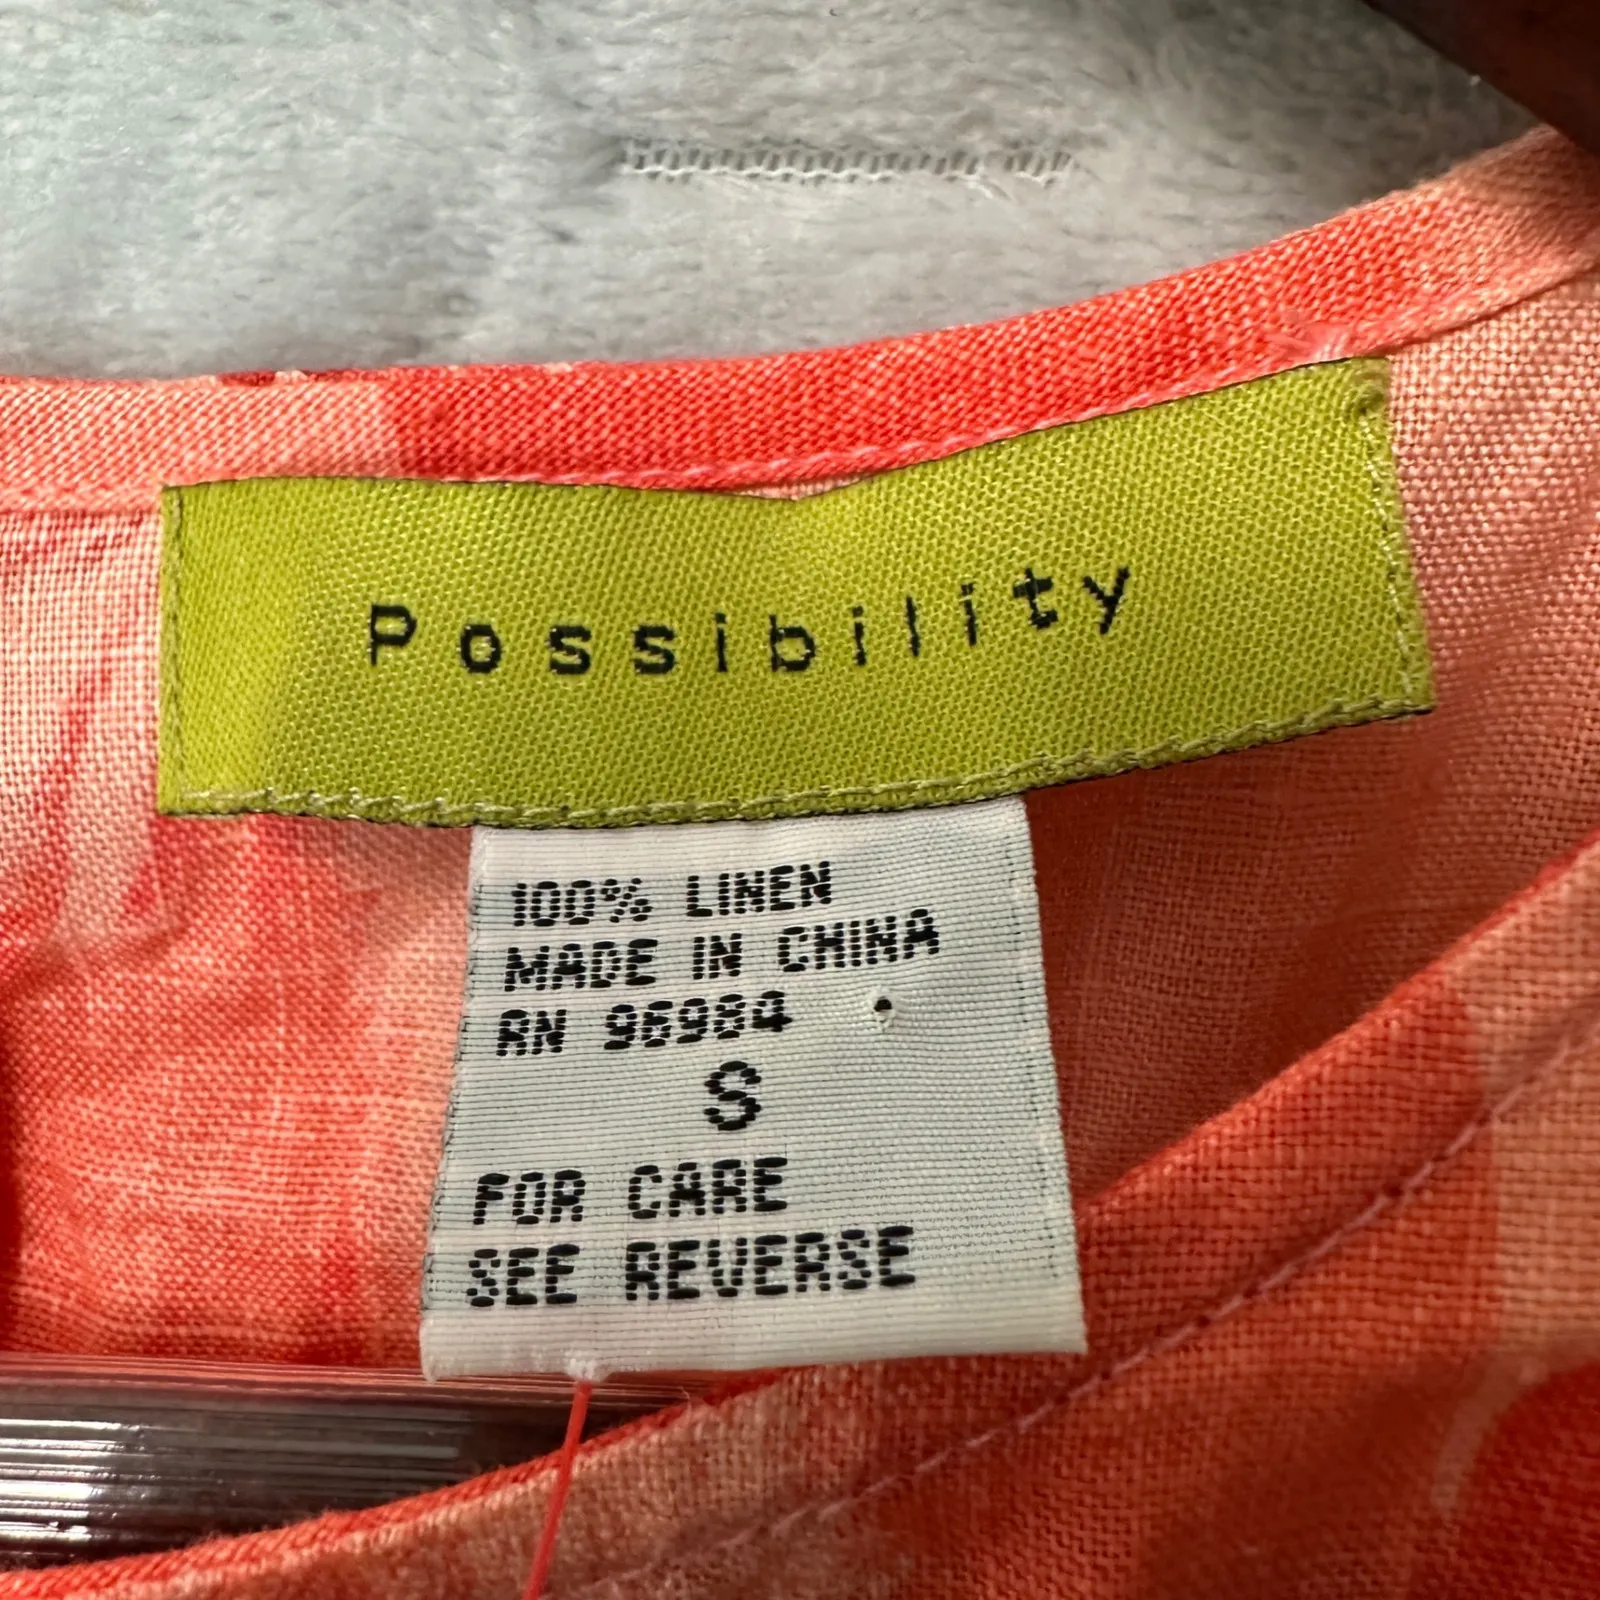 Possibility
100% LINEN
MADE IN CHINA
RN 96984
S
FOR CARE
SEE REVERSE